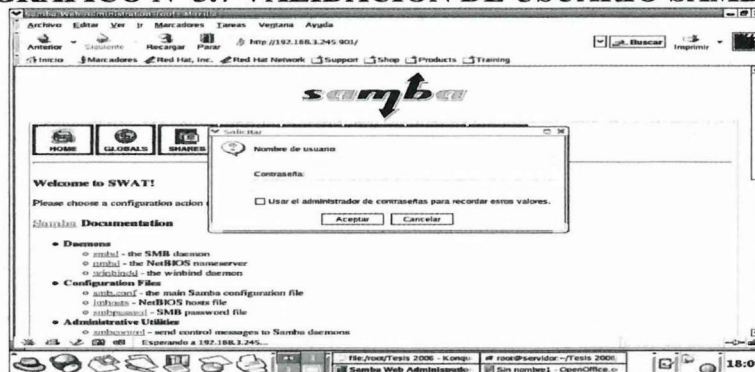 GRÁFICO Nº 3.7 VALIDACIÓN DE USUARIO SAMB
Samba Web Administration
Archivo Editar Ver Ir Marcadores Tareas Ventana Ayuda
Anterior Siguiente Recargar Parar http://192.168.3.245:901/ Buscar Imprimir
Inicio Marcadores Red Hat, Inc. Red Hat Network Support Shop Products Training
samba
HOME GLOBALS SHARES
Solicitar
Nombre de usuario
Contraseña:
Usar el administrador de contraseñas para recordar estos valores.
Aceptar Cancelar
Welcome to SWAT!
Please choose a configuration action
Samba Documentation
Daemons
smbd - the SMB daemon
nmbd - the NetBIOS nameserver
winbindd - the winbind daemon
Configuration Files
smb.conf - the main Samba configuration file
lmhosts - NetBIOS hosts file
smbpasswd - SMB password file
Administrative Utilities
smbcontrol - send control messages to Samba daemons
Esperando a 192.168.3.245...
file:/root/Tesis 2006 - Konqu root@servidor:~/Tesis 2006
Samba Web Administratio Sin nombre1 - OpenOffice.o
18:0